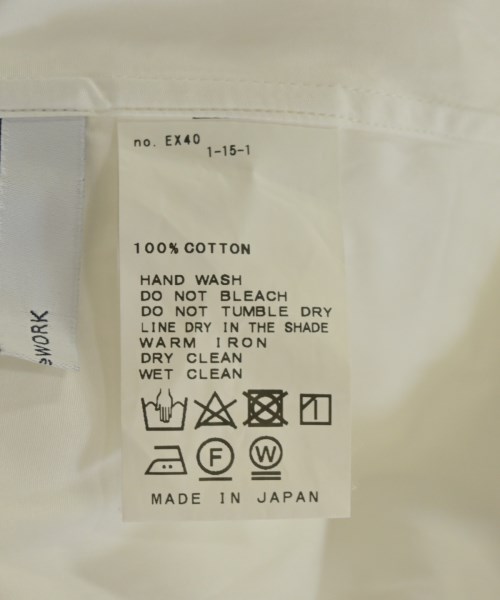 no. EX40
1-15-1
100% COTTON
HAND WASH
DO NOT BLEACH
DO NOT TUMBLE DRY
LINE DRY IN THE SHADE
WARM IRON
DRY CLEAN
WET CLEAN
F W
MADE IN JAPAN
WORK